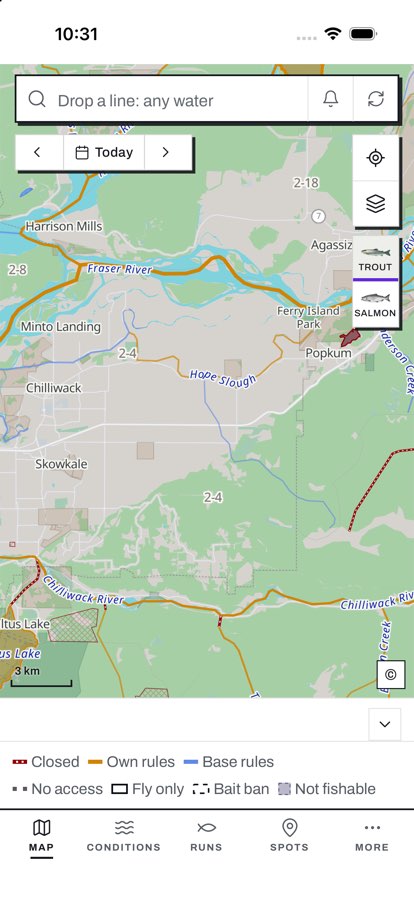 10:31
Drop a line: any water
Today
2-18
7
Harrison Mills
Agassiz
2-8
Fraser River
TROUT
SALMON
Ferry Island
Park
Minto Landing
2-4
Popkum
Hope Slough
Chilliwack
Skowkale
2-4
Chilliwack River
Chilliwack Riv
ltus Lake
us Lake
3 km
©
Closed
Own rules
Base rules
No access
Fly only
Bait ban
Not fishable
MAP
CONDITIONS
RUNS
SPOTS
MORE